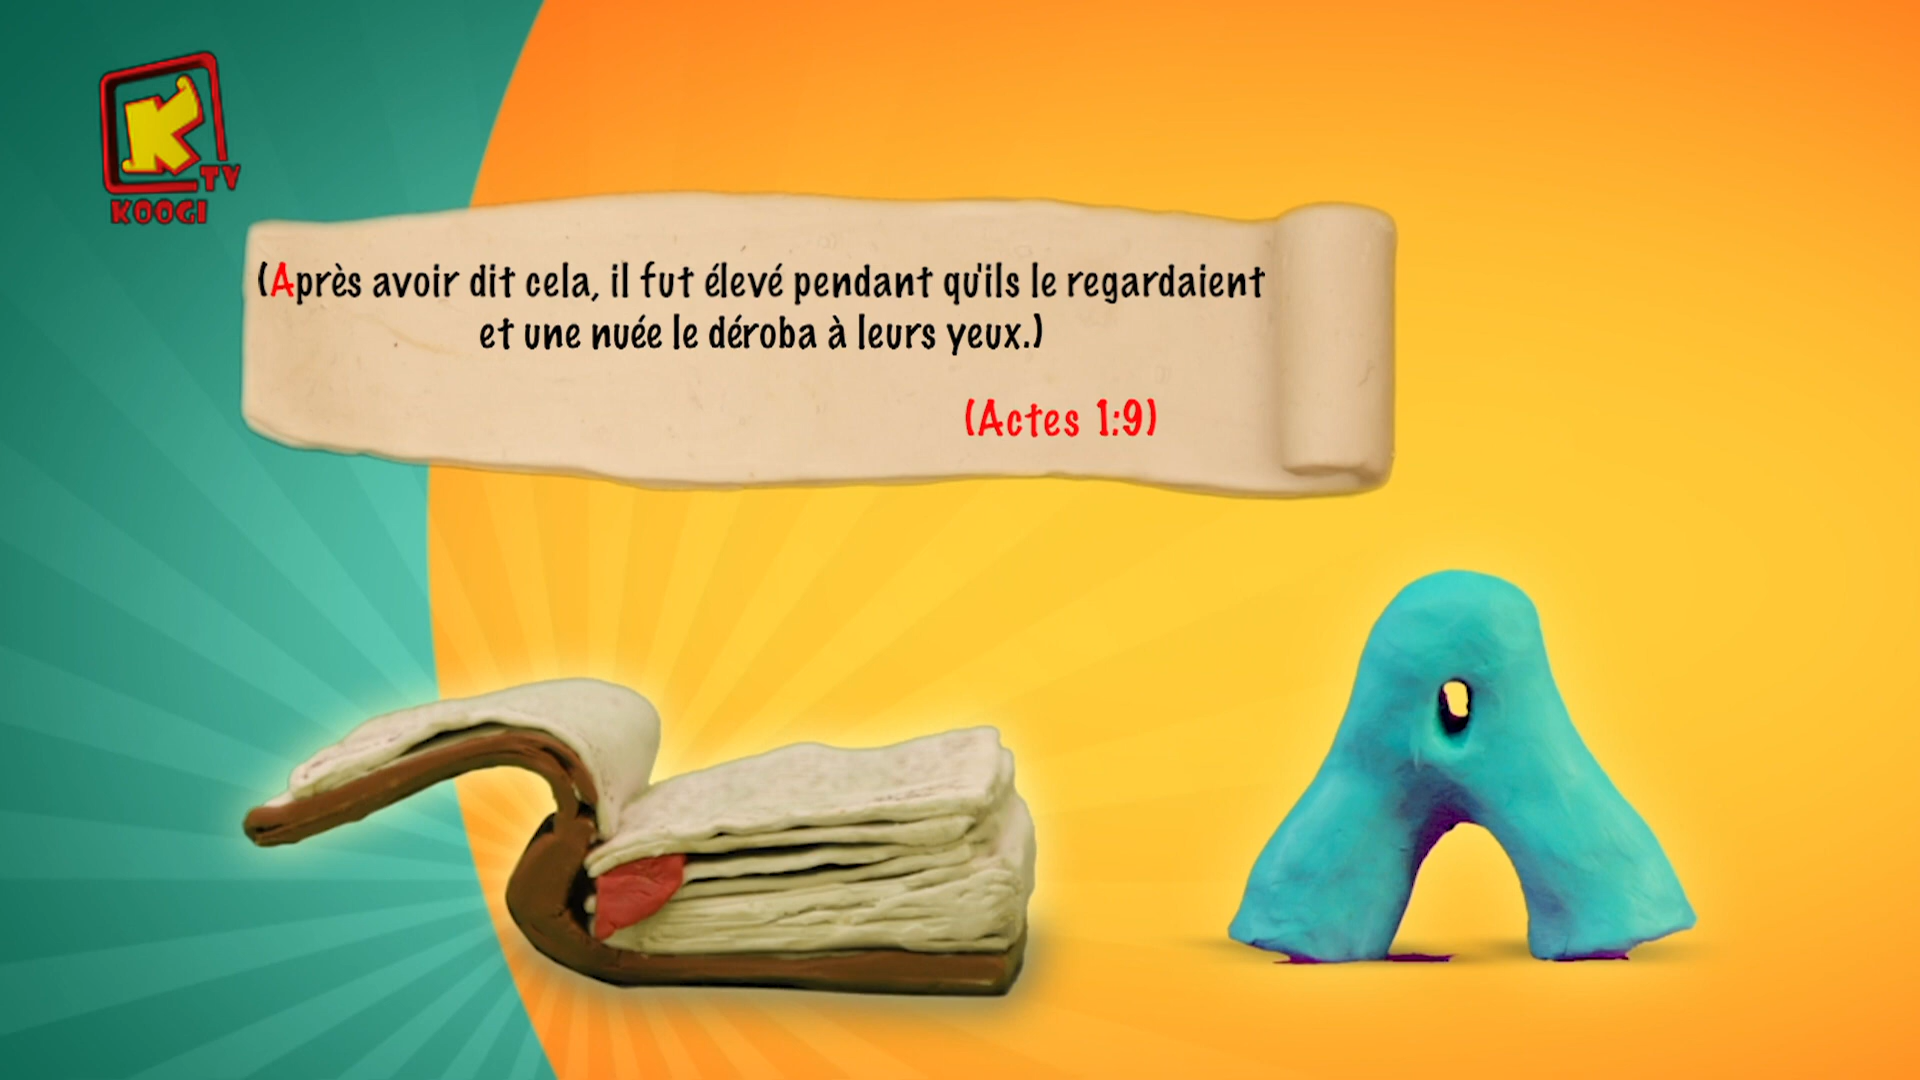 K
TV
KOOGI
(Après avoir dit cela, il fut élevé pendant qu'ils le regardaient
et une nuée le déroba à leurs yeux.)
(Actes 1:9)
A